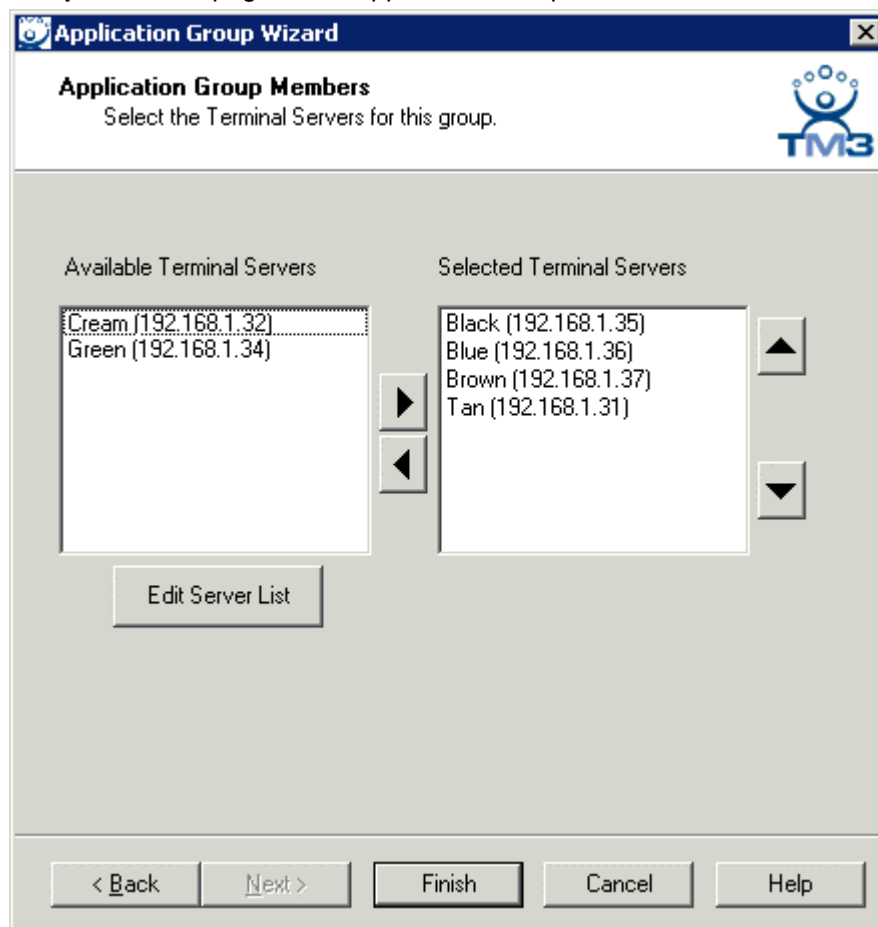 Application Group Wizard
Application Group Members
Select the Terminal Servers for this group.
TM3
Available Terminal Servers
Selected Terminal Servers
Cream (192.168.1.32)
Green (192.168.1.34)
Black (192.168.1.35)
Blue (192.168.1.36)
Brown (192.168.1.37)
Tan (192.168.1.31)
Edit Server List
< Back
Next >
Finish
Cancel
Help